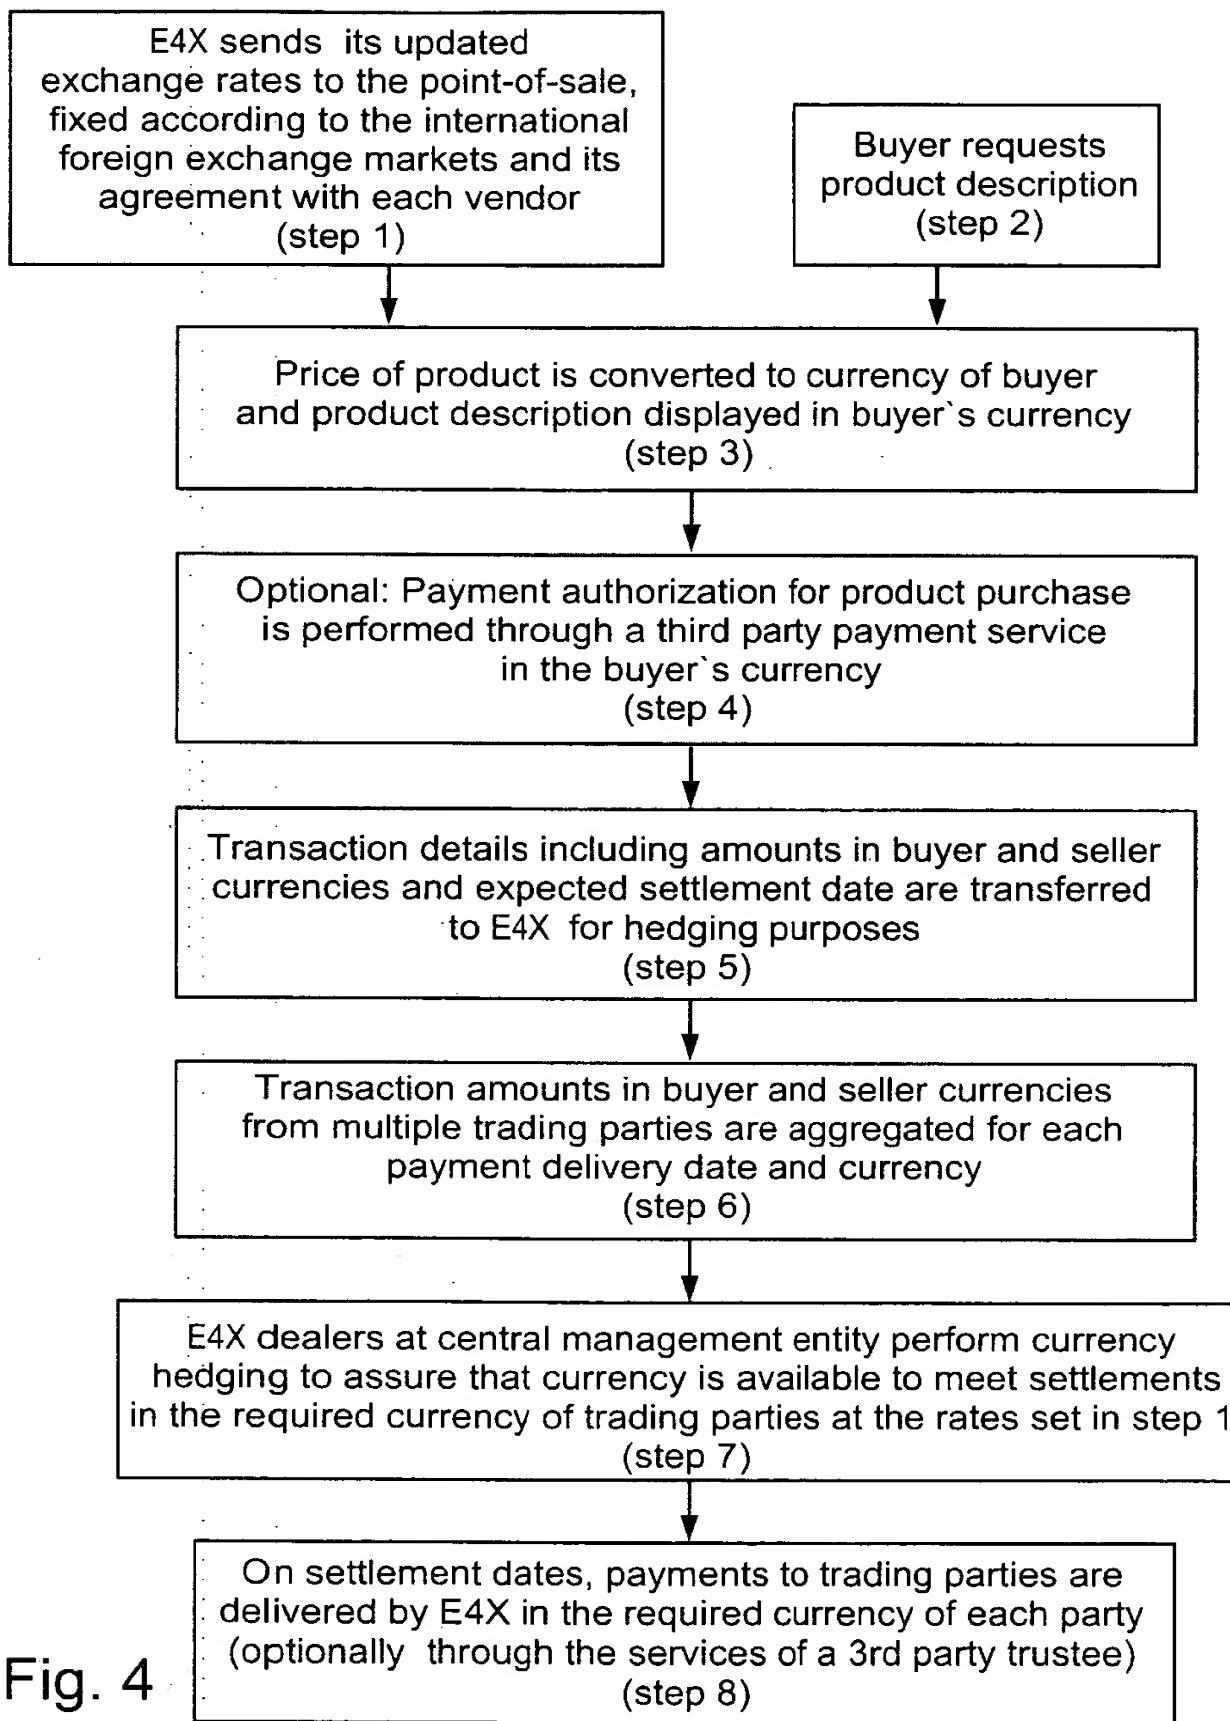 E4X sends its updated
exchange rates to the point-of-sale,
fixed according to the international
foreign exchange markets and its
agreement with each vendor
(step 1)
Buyer requests
product description
(step 2)
Price of product is converted to currency of buyer
and product description displayed in buyer`s currency
(step 3)
Optional: Payment authorization for product purchase
is performed through a third party payment service
in the buyer`s currency
(step 4)
Transaction details including amounts in buyer and seller
currencies and expected settlement date are transferred
to E4X for hedging purposes
(step 5)
Transaction amounts in buyer and seller currencies
from multiple trading parties are aggregated for each
payment delivery date and currency
(step 6)
E4X dealers at central management entity perform currency
hedging to assure that currency is available to meet settlements
in the required currency of trading parties at the rates set in step 1
(step 7)
On settlement dates, payments to trading parties are
delivered by E4X in the required currency of each party
(optionally through the services of a 3rd party trustee)
(step 8)
Fig. 4